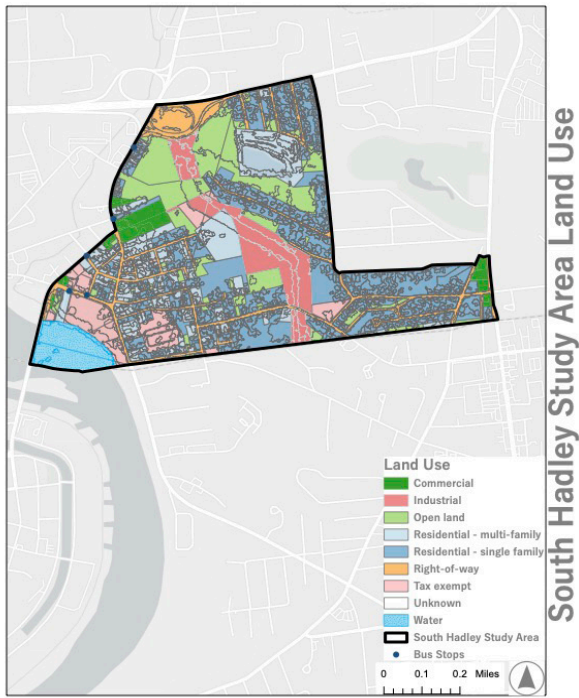 South Hadley Study Area Land Use
Land Use
Commercial
Industrial
Open land
Residential - multi-family
Residential - single family
Right-of-way
Tax exempt
Unknown
Water
South Hadley Study Area
Bus Stops
0 0.1 0.2 Miles